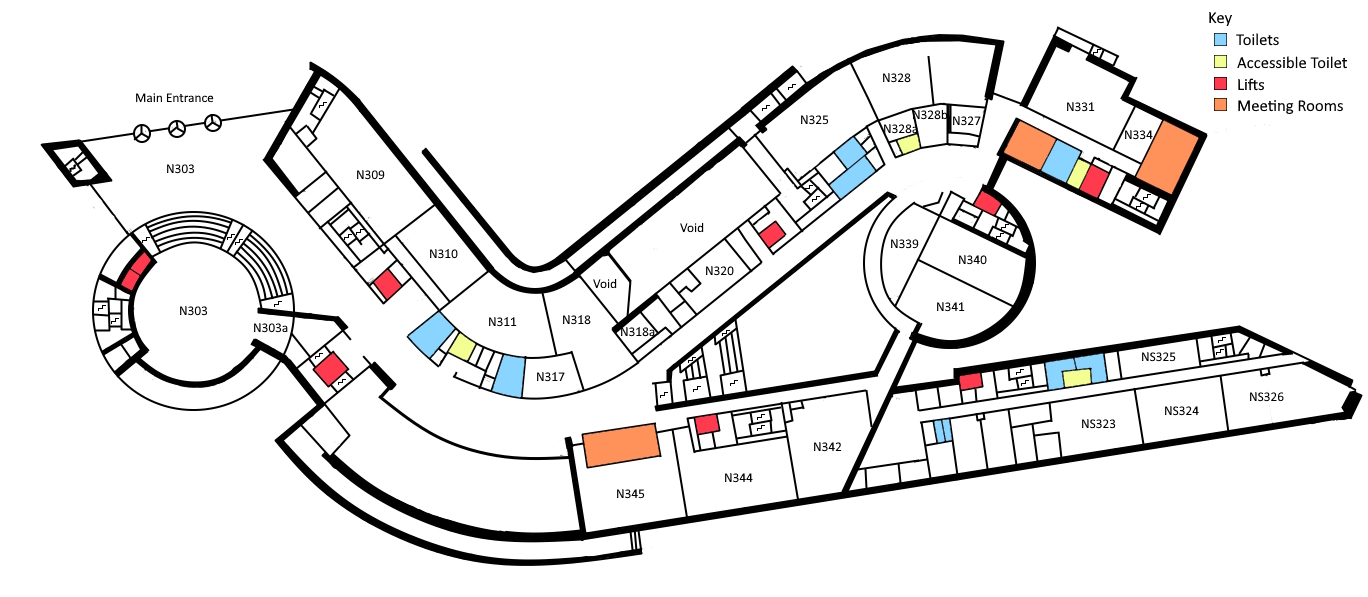 Key
Toilets
Accessible Toilet
Lifts
Meeting Rooms
Main Entrance
N303
N309
N310
N303
N303a
N311
N318
N317
Void
N318a
Void
N320
N325
N328
N328a
N328b
N327
N331
N334
N339
N340
N341
N345
N344
N342
NS325
NS323
NS324
NS326